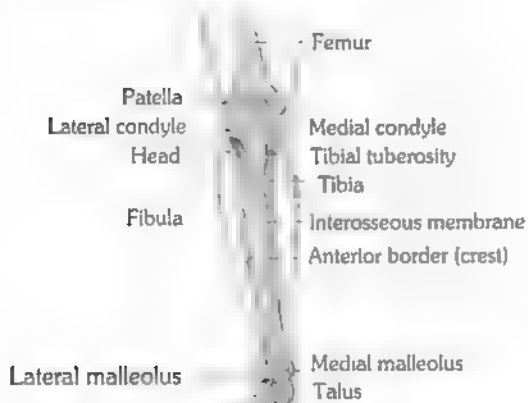 Femur
Patella
Lateral condyle
Medial condyle
Head
Tibial tuberosity
Tibia
Fibula
Interosseous membrane
Anterior border (crest)
Lateral malleolus
Medial malleolus
Talus